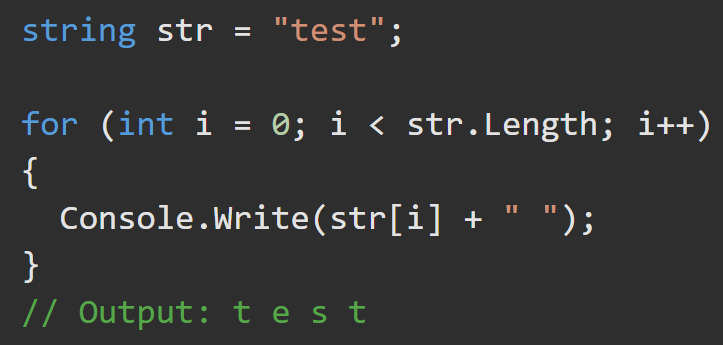 string str = "test";
for (int i = 0; i < str.Length; i++)
{
  Console.Write(str[i] + " ");
}
// Output: t e s t